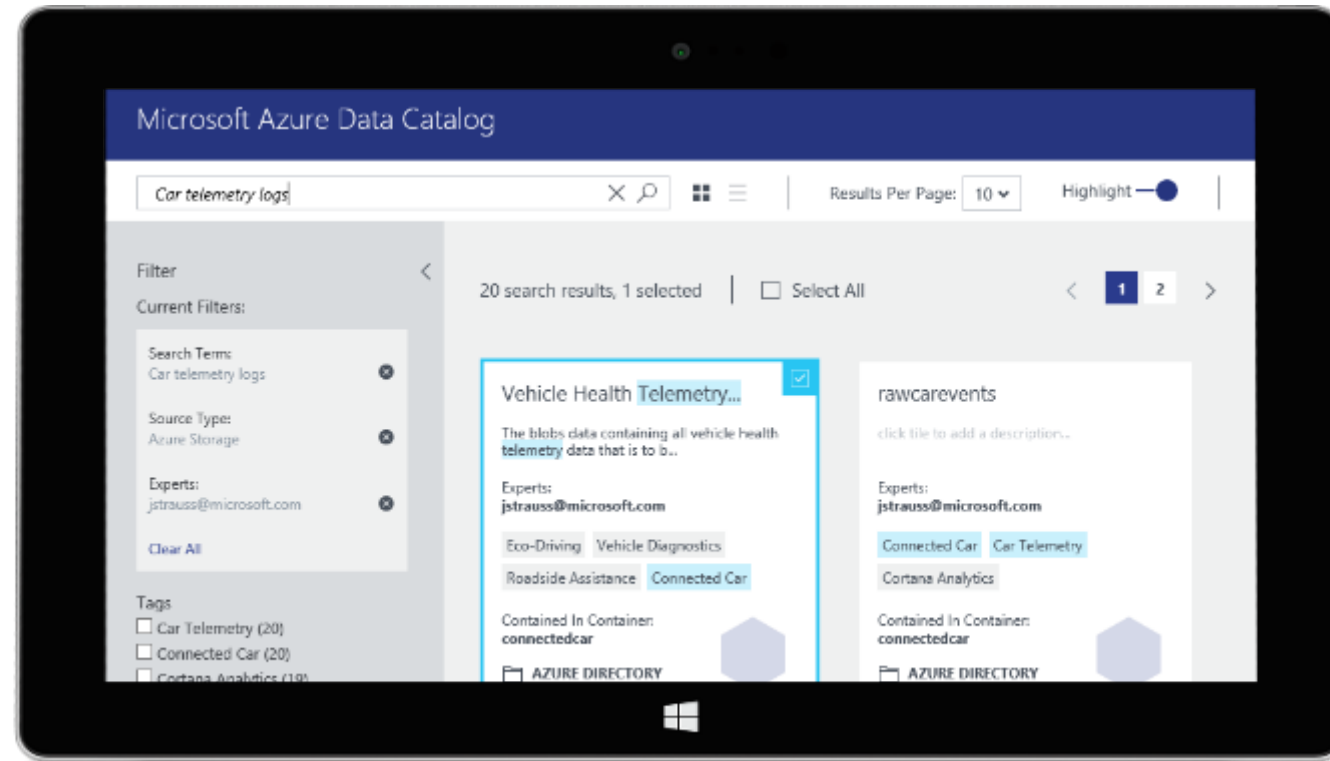 Microsoft Azure Data Catalog
Car telemetry logs
Results Per Page: 10
Highlight
Filter
Current Filters:
Search Term:
Car telemetry logs
Source Type:
Azure Storage
Experts:
jstrauss@microsoft.com
Clear All
Tags
Car Telemetry (20)
Connected Car (20)
Cortana Analytics (19)
20 search results, 1 selected
Select All
1 2
Vehicle Health Telemetry...
The blobs data containing all vehicle health
telemetry data that is to b...
Experts:
jstrauss@microsoft.com
Eco-Driving Vehicle Diagnostics
Roadside Assistance Connected Car
Contained In Container:
connectedcar
AZURE DIRECTORY
rawcarevents
click tile to add a description...
Experts:
jstrauss@microsoft.com
Connected Car Car Telemetry
Cortana Analytics
Contained In Container:
connectedcar
AZURE DIRECTORY